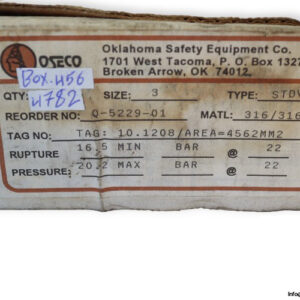 OSECO
Oklahoma Safety Equipment Co.
1701 West Tacoma, P. O. Box 1327
Broken Arrow, OK 74012
Box.456
4782
QTY: SIZE: 3 TYPE: STDV
REORDER NO: Q-5229-01 MATL: 316/316
TAG NO: TAG: 10.1208/AREA=4562MM2
RUPTURE 16.5 MIN BAR @ 22
PRESSURE: 20.2 MAX BAR @ 22